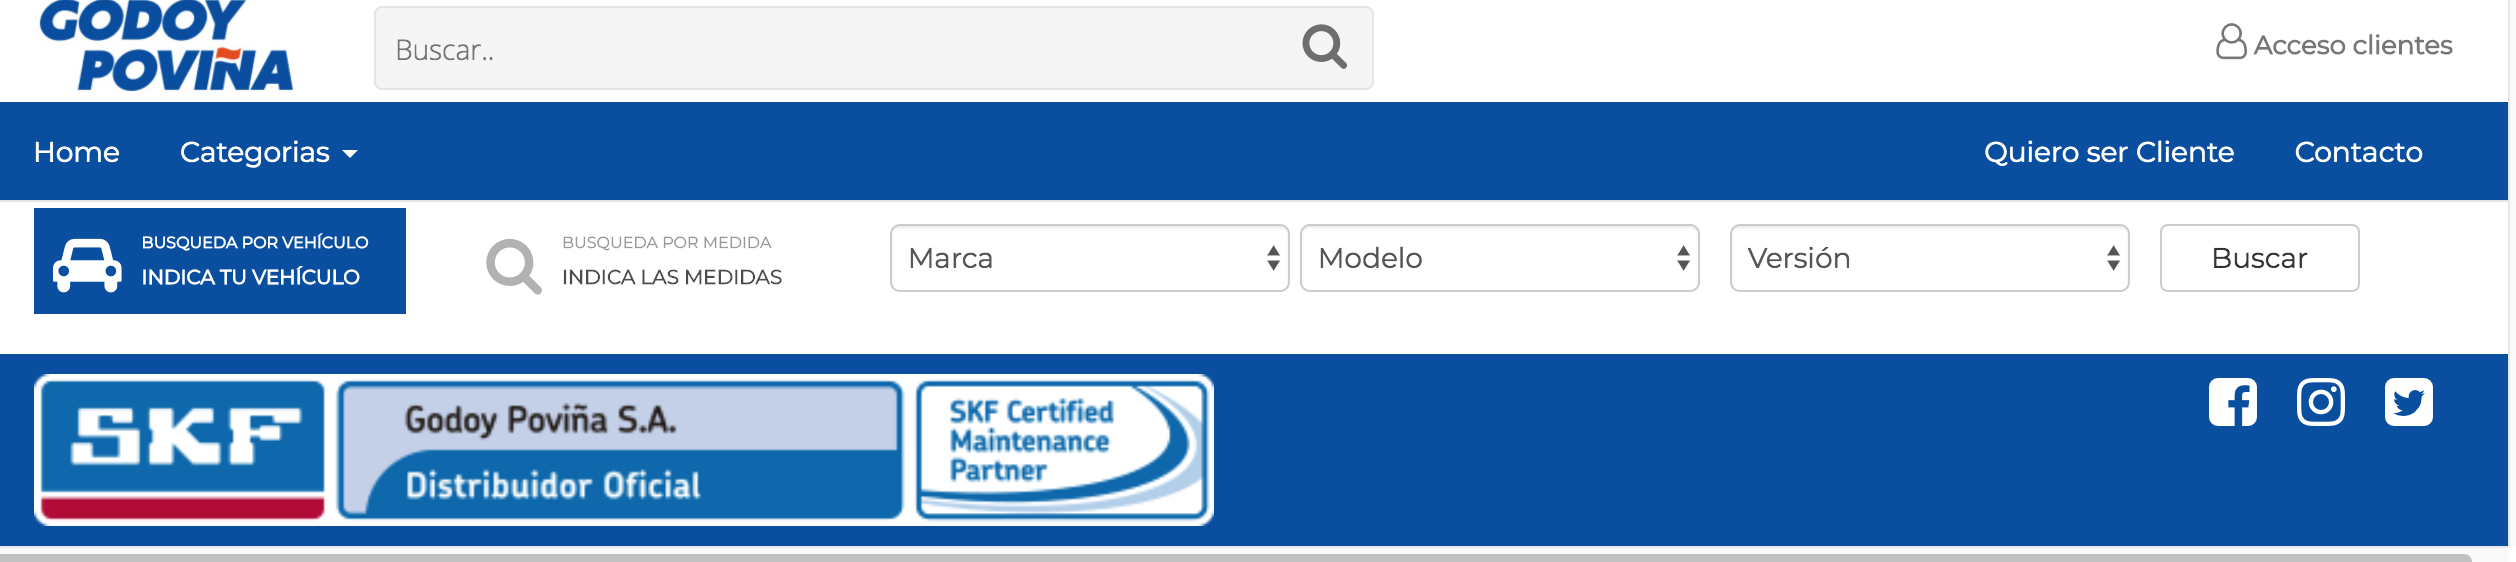 GODOY
POVIÑA
Buscar..
Acceso clientes
Home
Categorias
Quiero ser Cliente
Contacto
BUSQUEDA POR VEHÍCULO
INDICA TU VEHÍCULO
BUSQUEDA POR MEDIDA
INDICA LAS MEDIDAS
Marca
Modelo
Versión
Buscar
SKF
Godoy Poviña S.A.
Distribuidor Oficial
SKF Certified
Maintenance
Partner